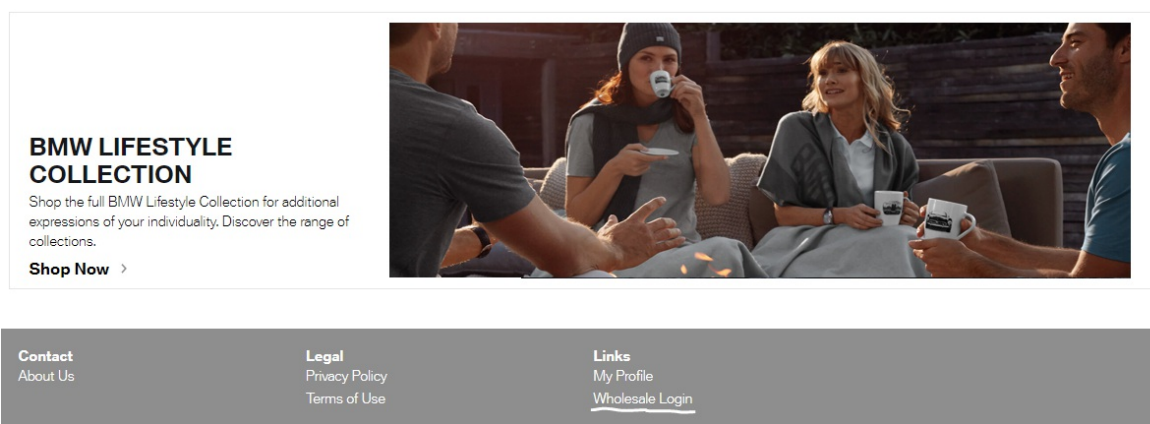 BMW LIFESTYLE
COLLECTION
Shop the full BMW Lifestyle Collection for additional
expressions of your individuality. Discover the range of
collections.
Shop Now
Contact
About Us
Legal
Privacy Policy
Terms of Use
Links
My Profile
Wholesale Login